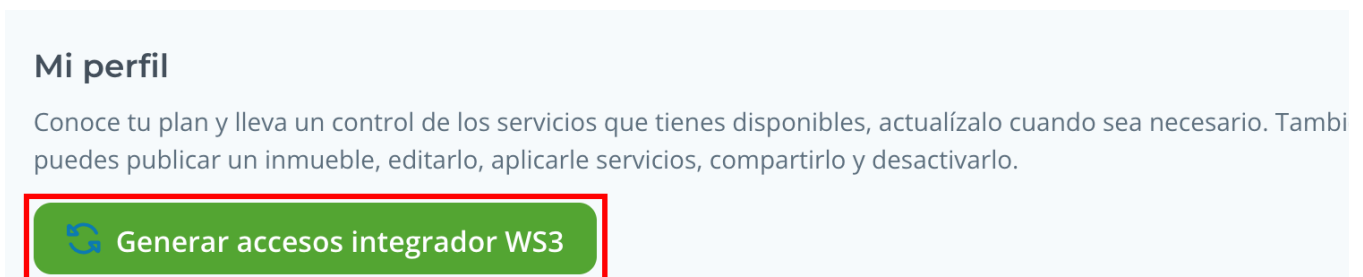 Mi perfil
Conoce tu plan y lleva un control de los servicios que tienes disponibles, actualízalo cuando sea necesario. Tambi
puedes publicar un inmueble, editarlo, aplicarle servicios, compartirlo y desactivarlo.
Generar accesos integrador WS3